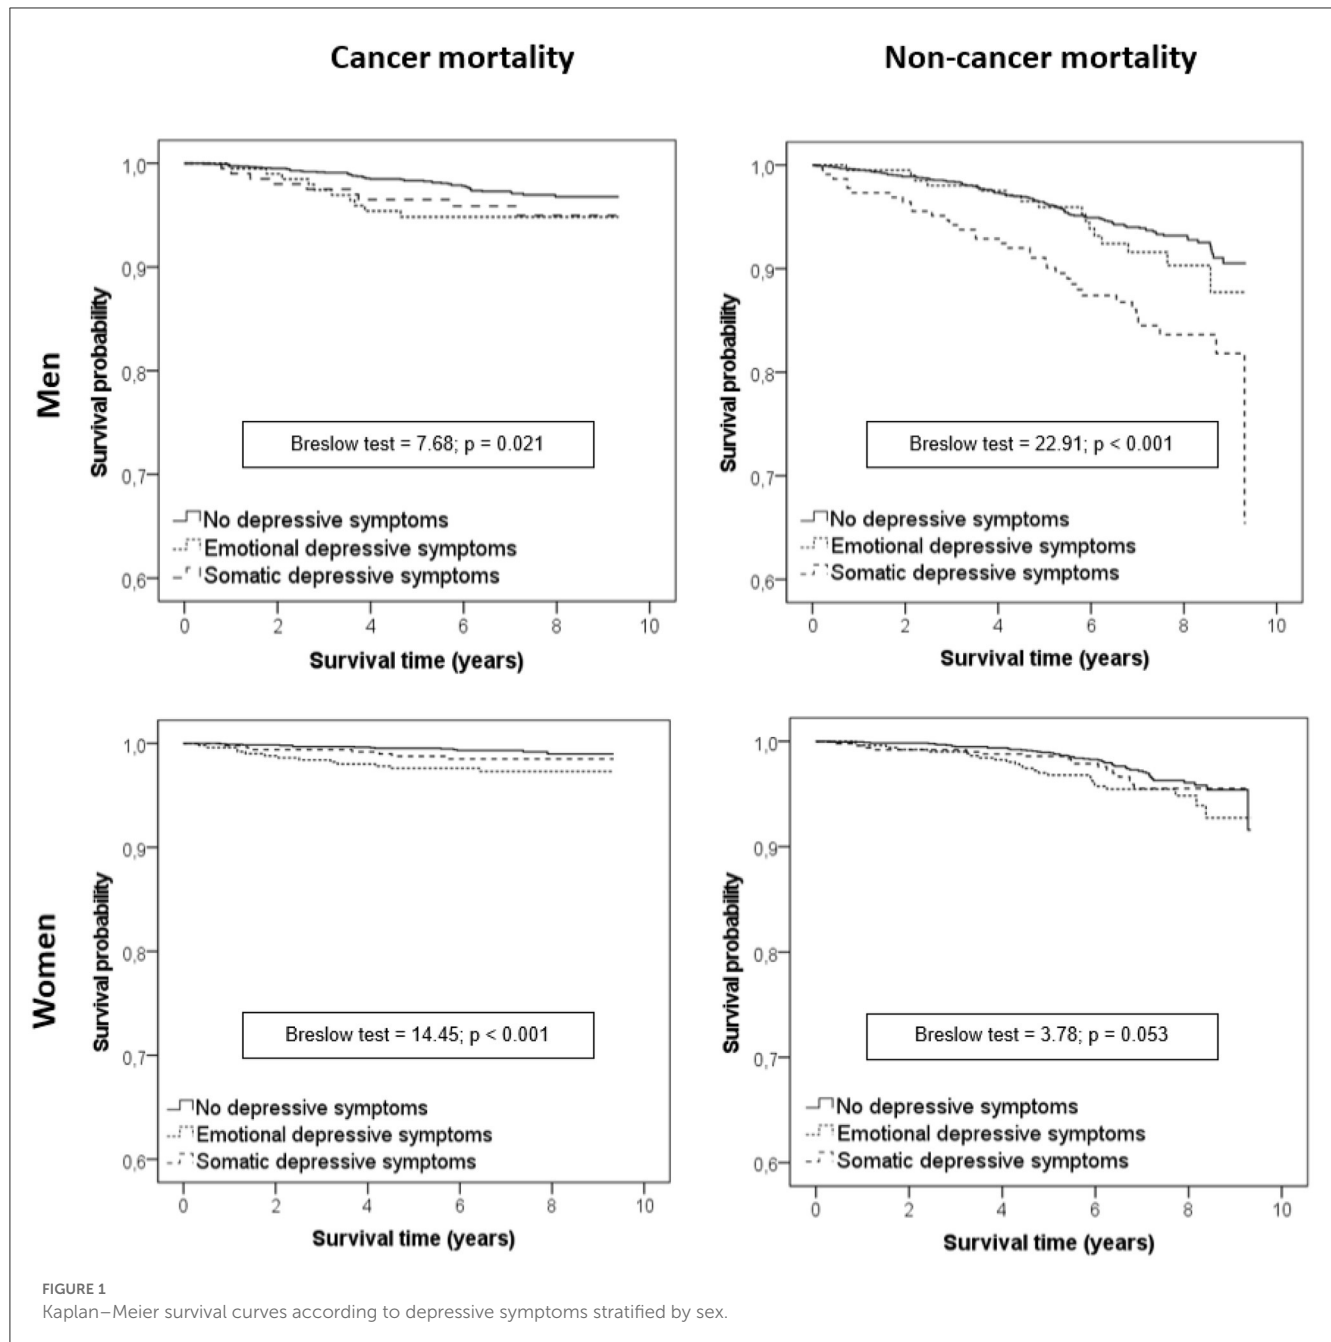 Cancer mortality
Non-cancer mortality
Men
Survival probability
1,0
0,9
0,8
0,7
0,6
Breslow test = 7.68; p = 0.021
No depressive symptoms
Emotional depressive symptoms
Somatic depressive symptoms
0 2 4 6 8 10
Survival time (years)
Survival probability
1,0
0,9
0,8
0,7
0,6
Breslow test = 22.91; p < 0.001
No depressive symptoms
Emotional depressive symptoms
Somatic depressive symptoms
0 2 4 6 8 10
Survival time (years)
Women
Survival probability
1,0
0,9
0,8
0,7
0,6
Breslow test = 14.45; p < 0.001
No depressive symptoms
Emotional depressive symptoms
Somatic depressive symptoms
0 2 4 6 8 10
Survival time (years)
Survival probability
1,0
0,9
0,8
0,7
0,6
Breslow test = 3.78; p = 0.053
No depressive symptoms
Emotional depressive symptoms
Somatic depressive symptoms
0 2 4 6 8 10
Survival time (years)
FIGURE 1
Kaplan–Meier survival curves according to depressive symptoms stratified by sex.